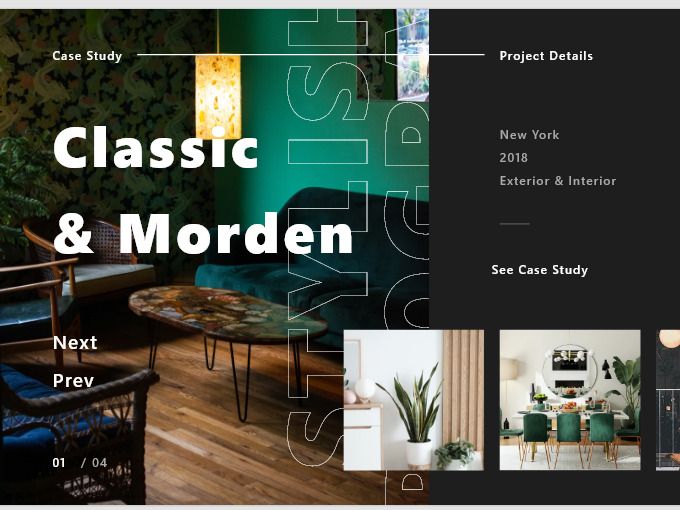 Case Study
Project Details
Classic
& Morden
New York
2018
Exterior & Interior
See Case Study
Next
Prev
01 / 04
STYLISH